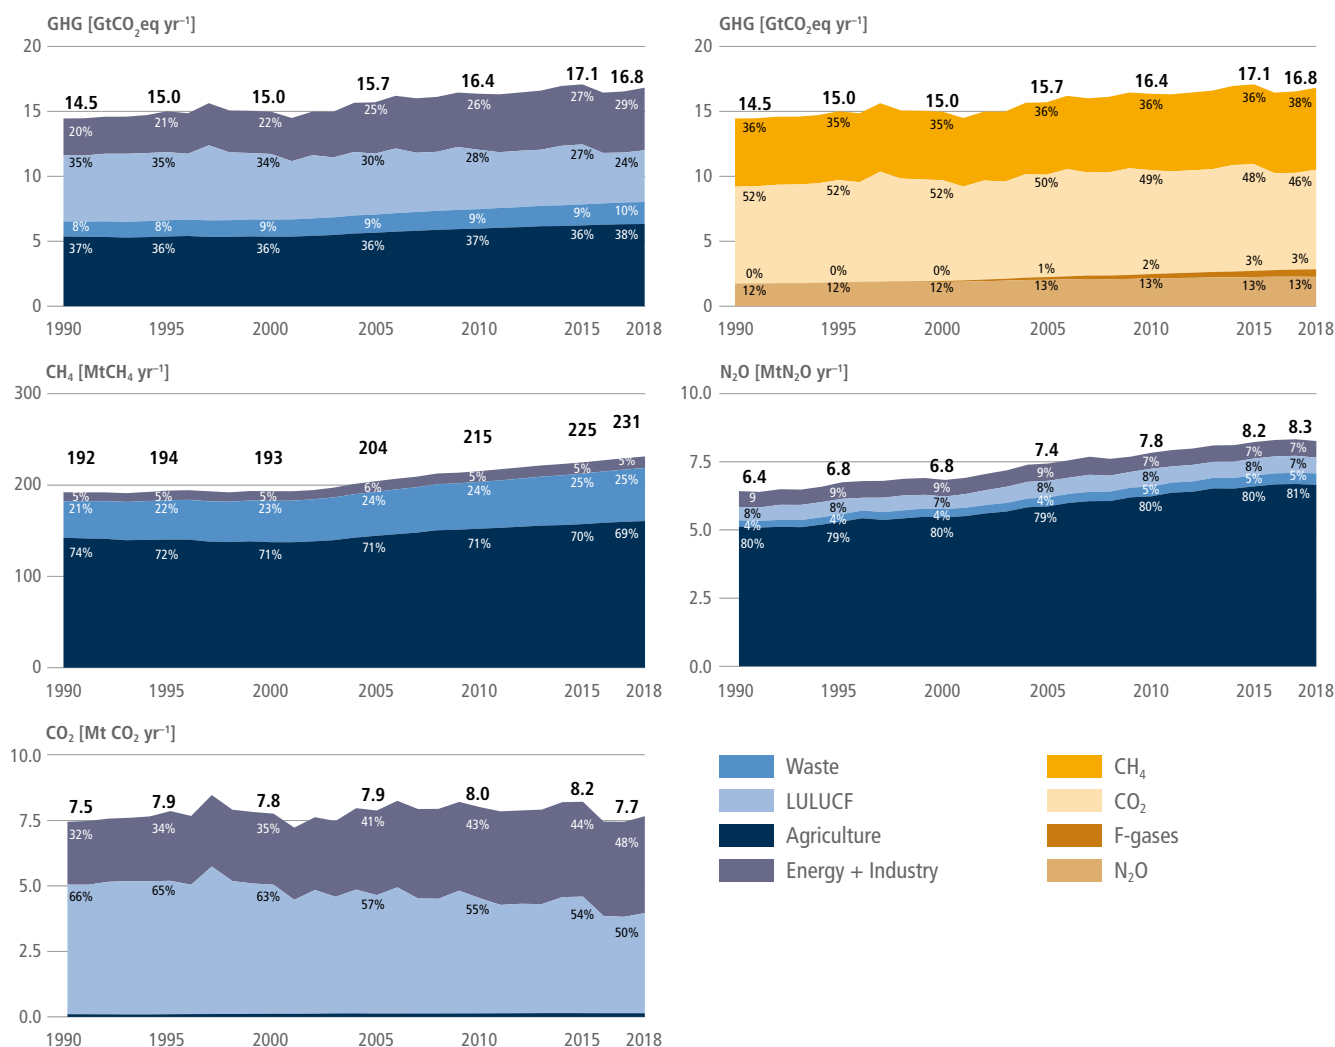 GHG [GtCO₂eq yr⁻¹]
20
15
10
5
0
14.5 15.0 15.0 15.7 16.4 17.1 16.8
20% 21% 22% 25% 26% 27% 29%
35% 35% 34% 30% 28% 27% 24%
8% 8% 9% 9% 9% 9% 10%
37% 36% 36% 36% 37% 36% 38%
1990 1995 2000 2005 2010 2015 2018
GHG [GtCO₂eq yr⁻¹]
20
15
10
5
0
14.5 15.0 15.0 15.7 16.4 17.1 16.8
36% 35% 35% 36% 36% 36% 38%
52% 52% 52% 50% 49% 48% 46%
0% 0% 0% 1% 2% 3% 3%
12% 12% 12% 13% 13% 13% 13%
1990 1995 2000 2005 2010 2015 2018
CH₄ [MtCH₄ yr⁻¹]
300
200
100
0
192 194 193 204 215 225 231
5% 5% 5% 6% 5% 5% 5%
21% 22% 23% 24% 24% 25% 25%
74% 72% 71% 71% 71% 70% 69%
1990 1995 2000 2005 2010 2015 2018
N₂O [MtN₂O yr⁻¹]
10.0
7.5
5.0
2.5
0.0
6.4 6.8 6.8 7.4 7.8 8.2 8.3
9 9% 9% 9% 7% 7% 7%
8% 8% 7% 8% 8% 8% 7%
4% 4% 4% 4% 5% 5% 5%
80% 79% 80% 79% 80% 80% 81%
1990 1995 2000 2005 2010 2015 2018
CO₂ [Mt CO₂ yr⁻¹]
10.0
7.5
5.0
2.5
0.0
7.5 7.9 7.8 7.9 8.0 8.2 7.7
32% 34% 35% 41% 43% 44% 48%
66% 65% 63% 57% 55% 54% 50%
1990 1995 2000 2005 2010 2015 2018
Waste
LULUCF
Agriculture
Energy + Industry
CH₄
CO₂
F-gases
N₂O